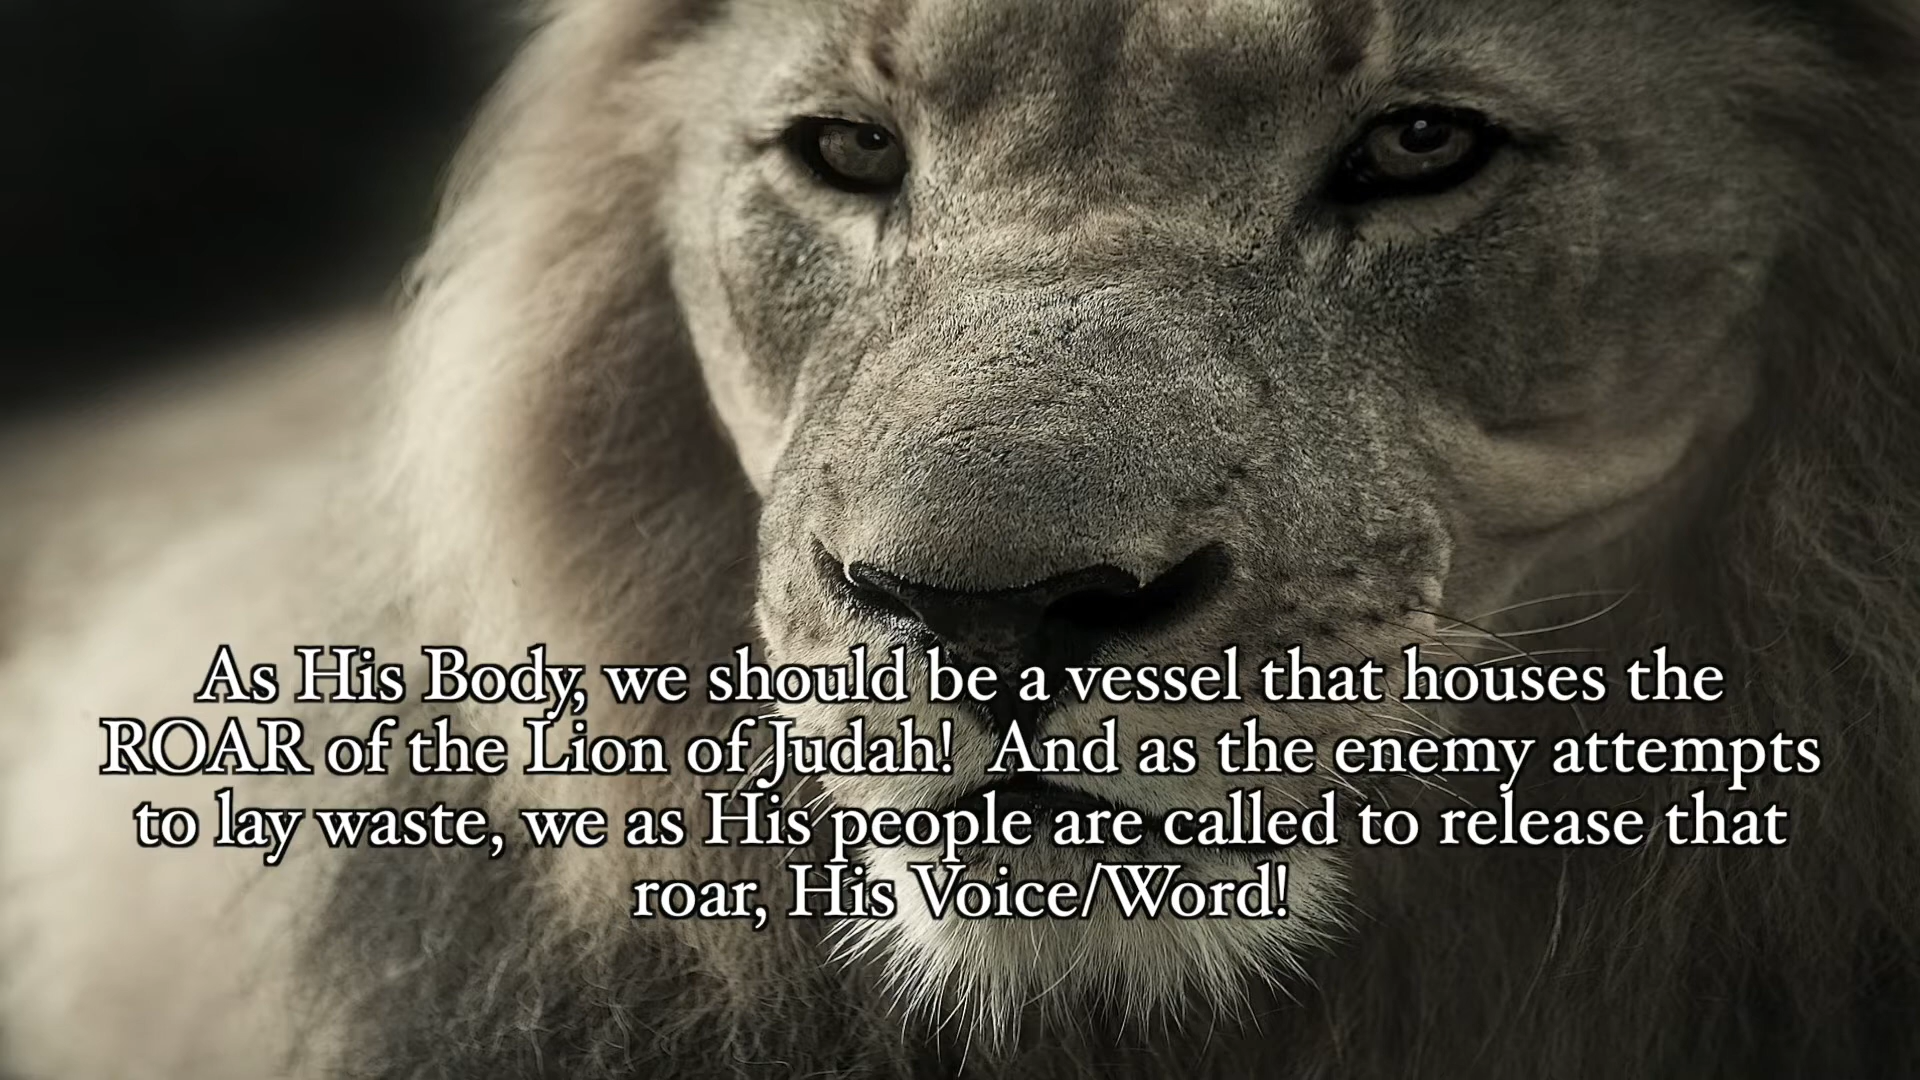 As His Body, we should be a vessel that houses the
ROAR of the Lion of Judah!  And as the enemy attempts
to lay waste, we as His people are called to release that
roar, His Voice/Word!